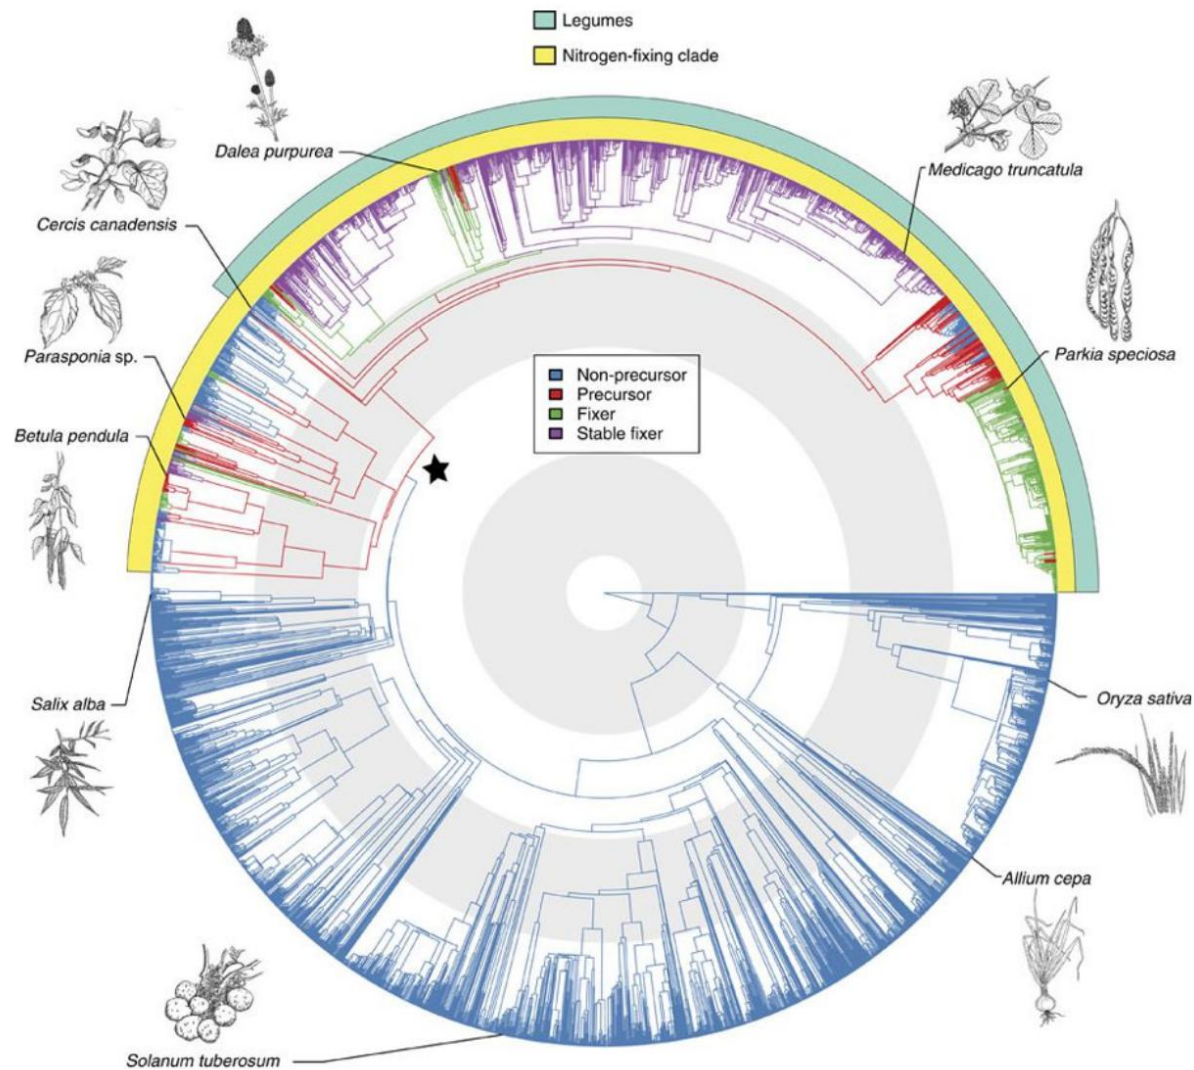 Legumes
Nitrogen-fixing clade
Dalea purpurea
Medicago truncatula
Cercis canadensis
Parkia speciosa
Parasponia sp.
Non-precursor
Precursor
Fixer
Stable fixer
Betula pendula
Salix alba
Oryza sativa
Allium cepa
Solanum tuberosum